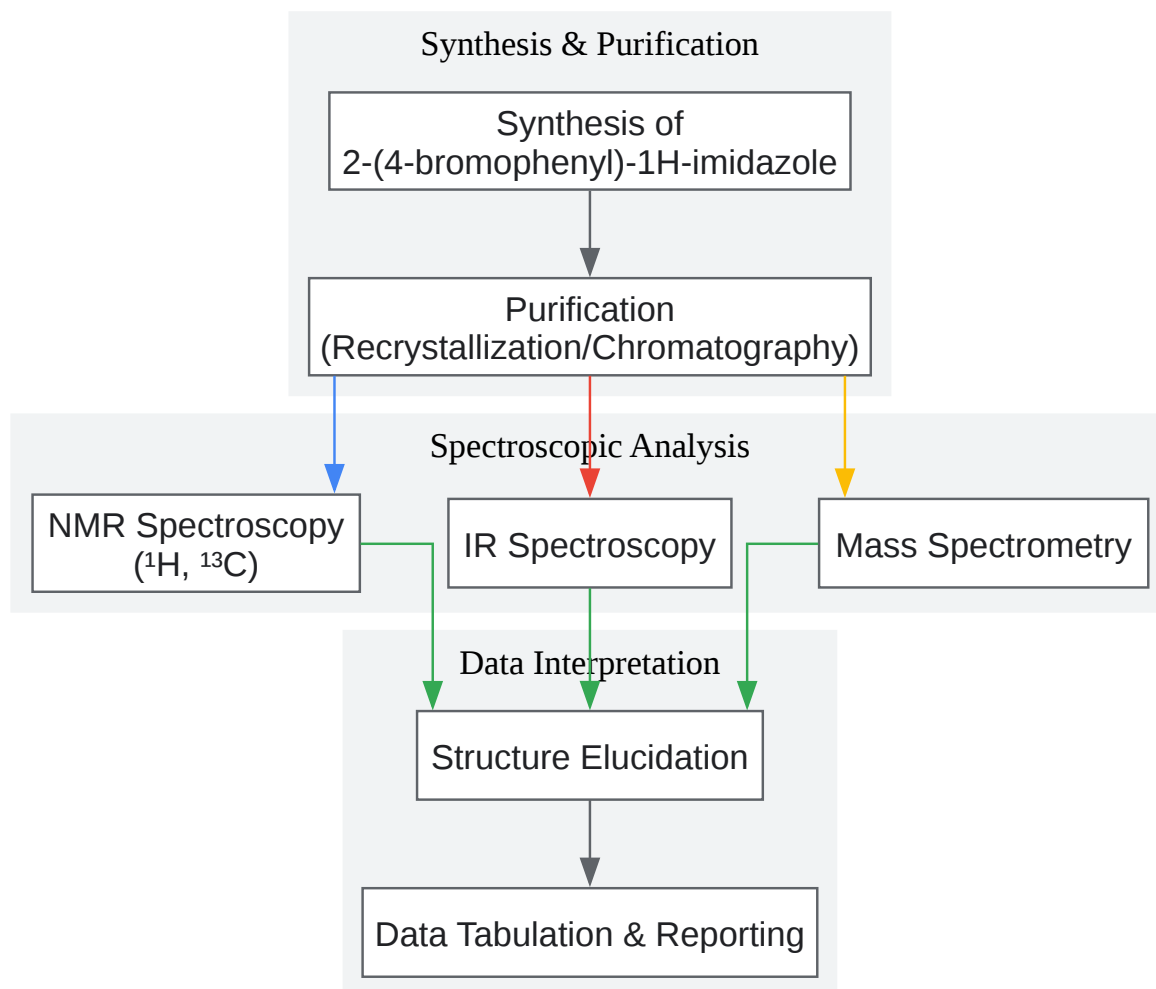 Synthesis & Purification
Synthesis of
2-(4-bromophenyl)-1H-imidazole
Purification
(Recrystallization/Chromatography)
Spectroscopic Analysis
NMR Spectroscopy
(¹H, ¹³C)
IR Spectroscopy
Mass Spectrometry
Data Interpretation
Structure Elucidation
Data Tabulation & Reporting